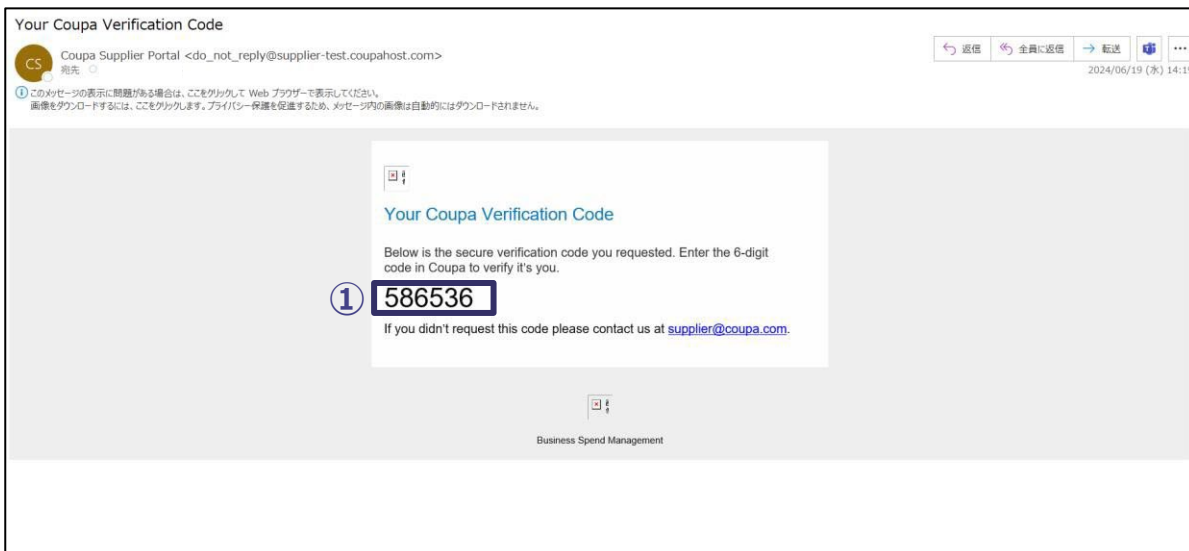 Your Coupa Verification Code
CS
Coupa Supplier Portal <do_not_reply@supplier-test.coupahost.com>
宛先
返信
全員に返信
転送
2024/06/19 (水) 14:19
このメッセージの表示に問題がある場合は、ここをクリックして Web ブラウザーで表示してください。
画像をダウンロードするには、ここをクリックします。プライバシー保護を促進するため、メッセージ内の画像は自動的にはダウンロードされません。
Your Coupa Verification Code
Below is the secure verification code you requested. Enter the 6-digit
code in Coupa to verify it's you.
① 586536
If you didn't request this code please contact us at supplier@coupa.com.
Business Spend Management